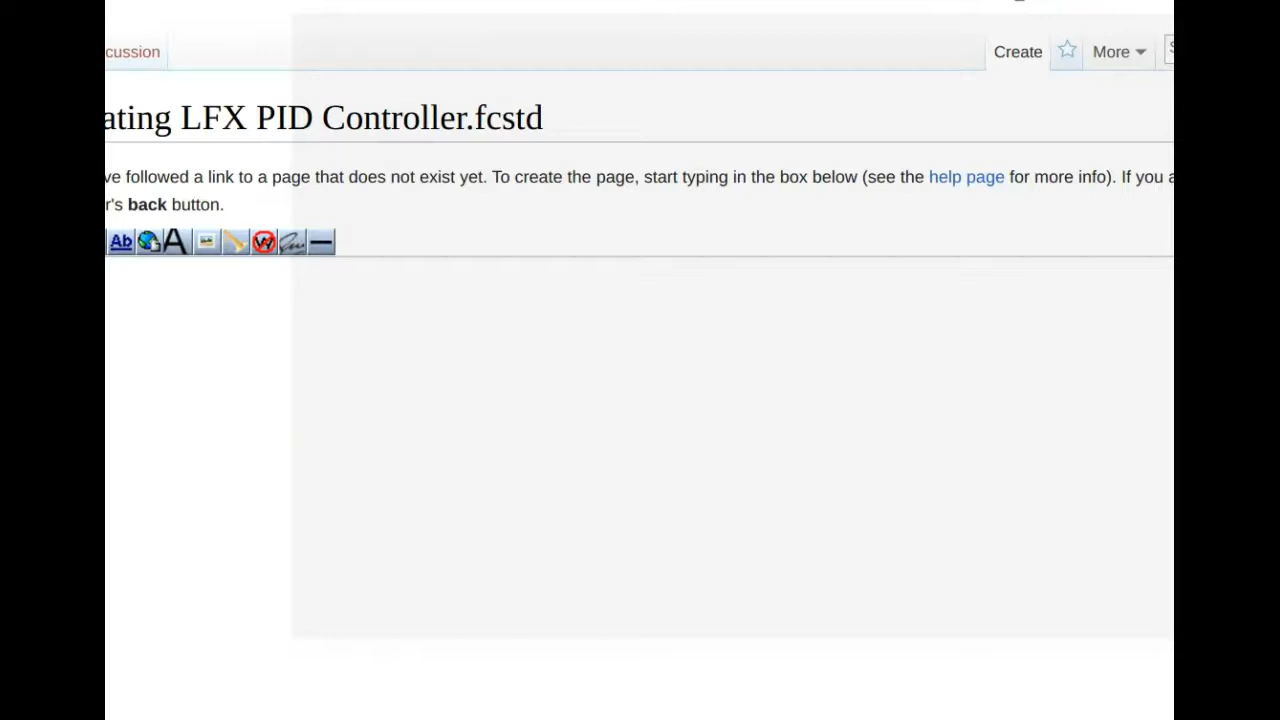 cussion Create More
ating LFX PID Controller.fcstd
ve followed a link to a page that does not exist yet. To create the page, start typing in the box below (see the help page for more info). If you a
r's back button.
Ab A W